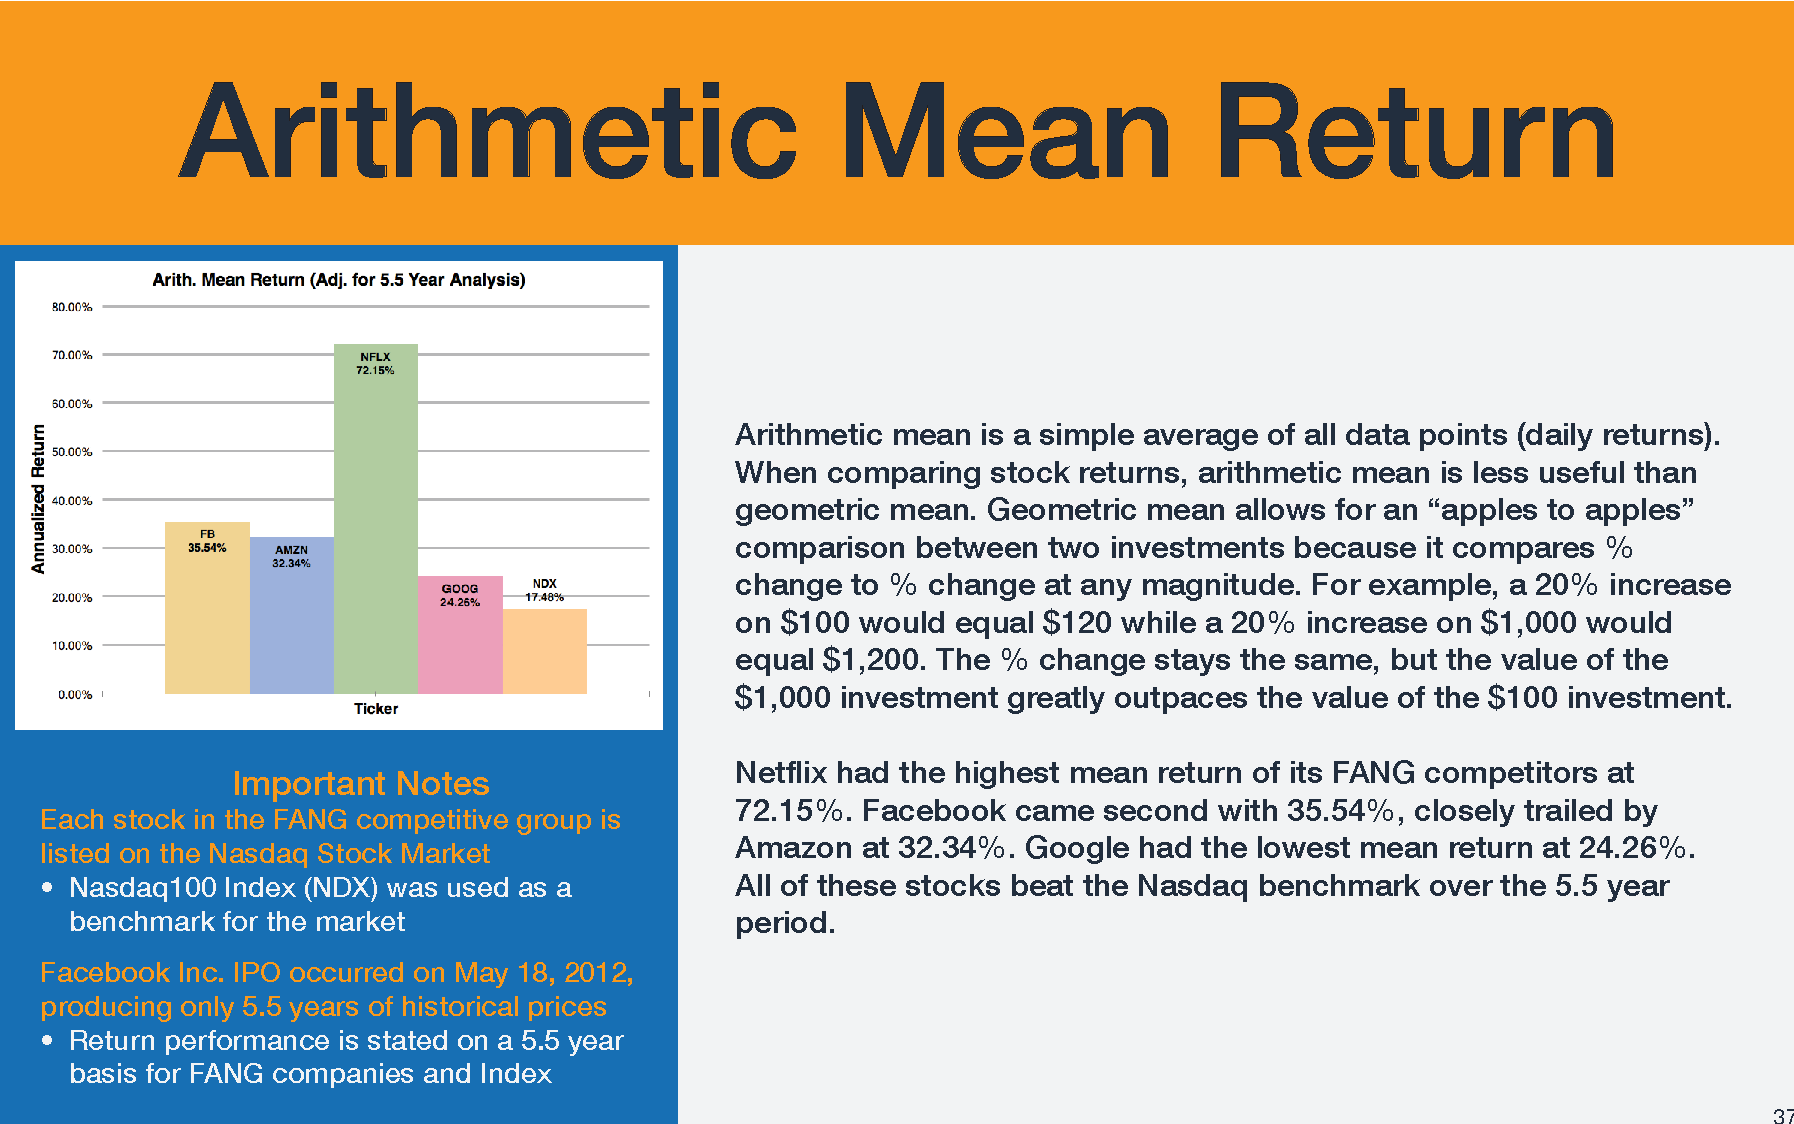 Arithmetic Mean Return
Arith. Mean Return (Adj. for 5.5 Year Analysis)
80.00%
70.00%
60.00%
50.00%
40.00%
30.00%
20.00%
10.00%
0.00%
Annualized Return
FB
35.54%
AMZN
32.34%
NFLX
72.15%
GOOG
24.26%
NDX
17.48%
Ticker
Important Notes
Each stock in the FANG competitive group is
listed on the Nasdaq Stock Market
• Nasdaq100 Index (NDX) was used as a
benchmark for the market
Facebook Inc. IPO occurred on May 18, 2012,
producing only 5.5 years of historical prices
• Return performance is stated on a 5.5 year
basis for FANG companies and Index
Arithmetic mean is a simple average of all data points (daily returns).
When comparing stock returns, arithmetic mean is less useful than
geometric mean. Geometric mean allows for an “apples to apples”
comparison between two investments because it compares %
change to % change at any magnitude. For example, a 20% increase
on $100 would equal $120 while a 20% increase on $1,000 would
equal $1,200. The % change stays the same, but the value of the
$1,000 investment greatly outpaces the value of the $100 investment.
Netflix had the highest mean return of its FANG competitors at
72.15%. Facebook came second with 35.54%, closely trailed by
Amazon at 32.34%. Google had the lowest mean return at 24.26%.
All of these stocks beat the Nasdaq benchmark over the 5.5 year
period.
37